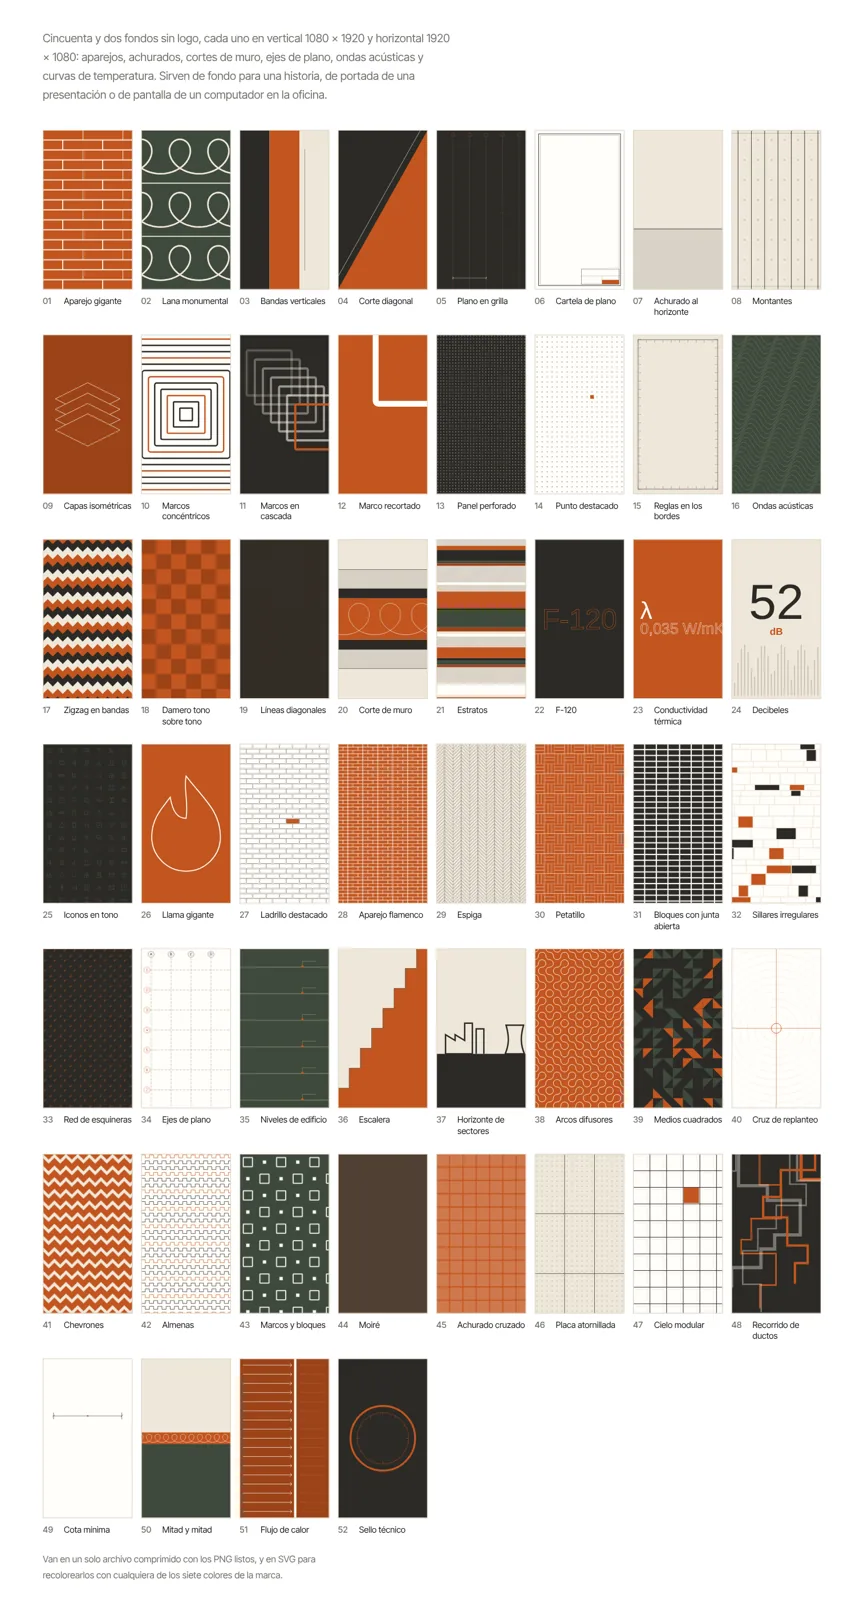 Cincuenta y dos fondos sin logo, cada uno en vertical 1080 × 1920 y horizontal 1920
× 1080: aparejos, achurados, cortes de muro, ejes de plano, ondas acústicas y
curvas de temperatura. Sirven de fondo para una historia, de portada de una
presentación o de pantalla de un computador en la oficina.
01 Aparejo gigante
02 Lana monumental
03 Bandas verticales
04 Corte diagonal
05 Plano en grilla
06 Cartela de plano
07 Achurado al
horizonte
08 Montantes
09 Capas isométricas
10 Marcos
concéntricos
11 Marcos en
cascada
12 Marco recortado
13 Panel perforado
14 Punto destacado
15 Reglas en los
bordes
16 Ondas acústicas
F-120
λ
0,035 W/mK
52
dB
17 Zigzag en bandas
18 Damero tono
sobre tono
19 Líneas diagonales
20 Corte de muro
21 Estratos
22 F-120
23 Conductividad
térmica
24 Decibeles
25 Iconos en tono
26 Llama gigante
27 Ladrillo destacado
28 Aparejo flamenco
29 Espiga
30 Petatillo
31 Bloques con junta
abierta
32 Sillares irregulares
33 Red de esquineras
34 Ejes de plano
35 Niveles de edificio
36 Escalera
37 Horizonte de
sectores
38 Arcos difusores
39 Medios cuadrados
40 Cruz de replanteo
41 Chevrones
42 Almenas
43 Marcos y bloques
44 Moiré
45 Achurado cruzado
46 Placa atornillada
47 Cielo modular
48 Recorrido de
ductos
49 Cota mínima
50 Mitad y mitad
51 Flujo de calor
52 Sello técnico
Van en un solo archivo comprimido con los PNG listos, y en SVG para
recolorearlos con cualquiera de los siete colores de la marca.